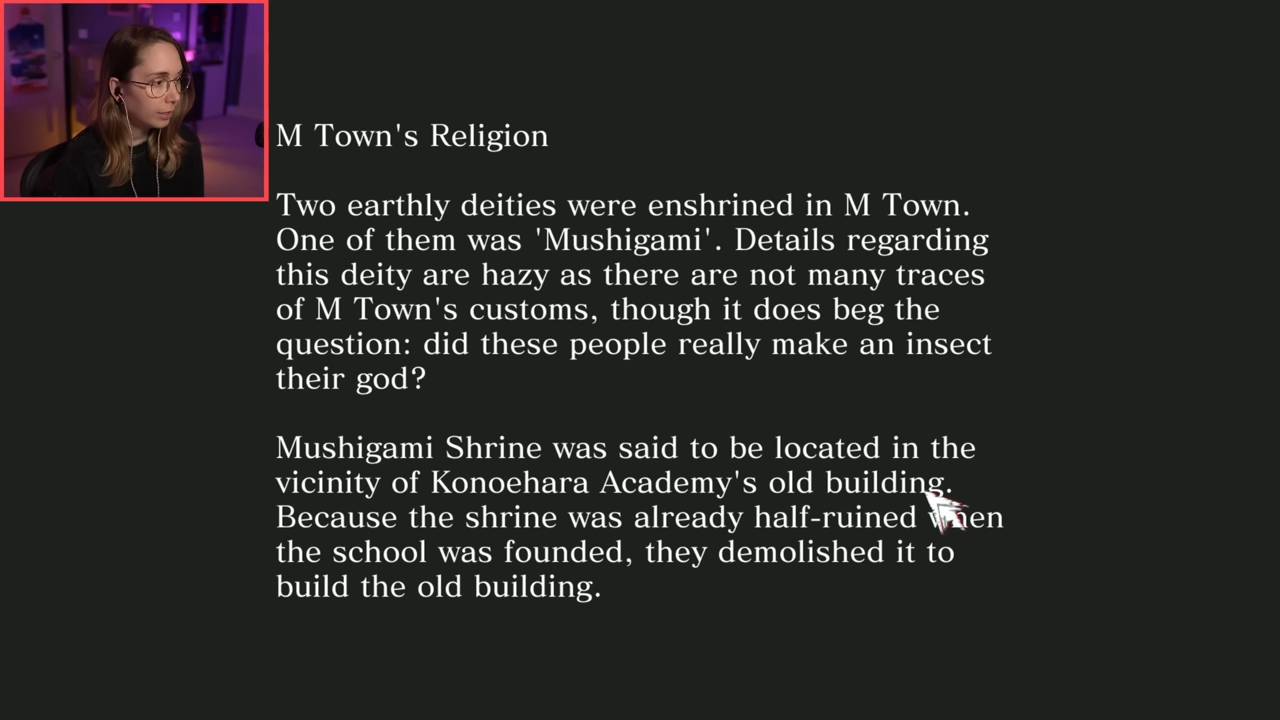 M Town's Religion
Two earthly deities were enshrined in M Town.
One of them was 'Mushigami'. Details regarding
this deity are hazy as there are not many traces
of M Town's customs, though it does beg the
question: did these people really make an insect
their god?
Mushigami Shrine was said to be located in the
vicinity of Konoehara Academy's old building.
Because the shrine was already half-ruined when
the school was founded, they demolished it to
build the old building.